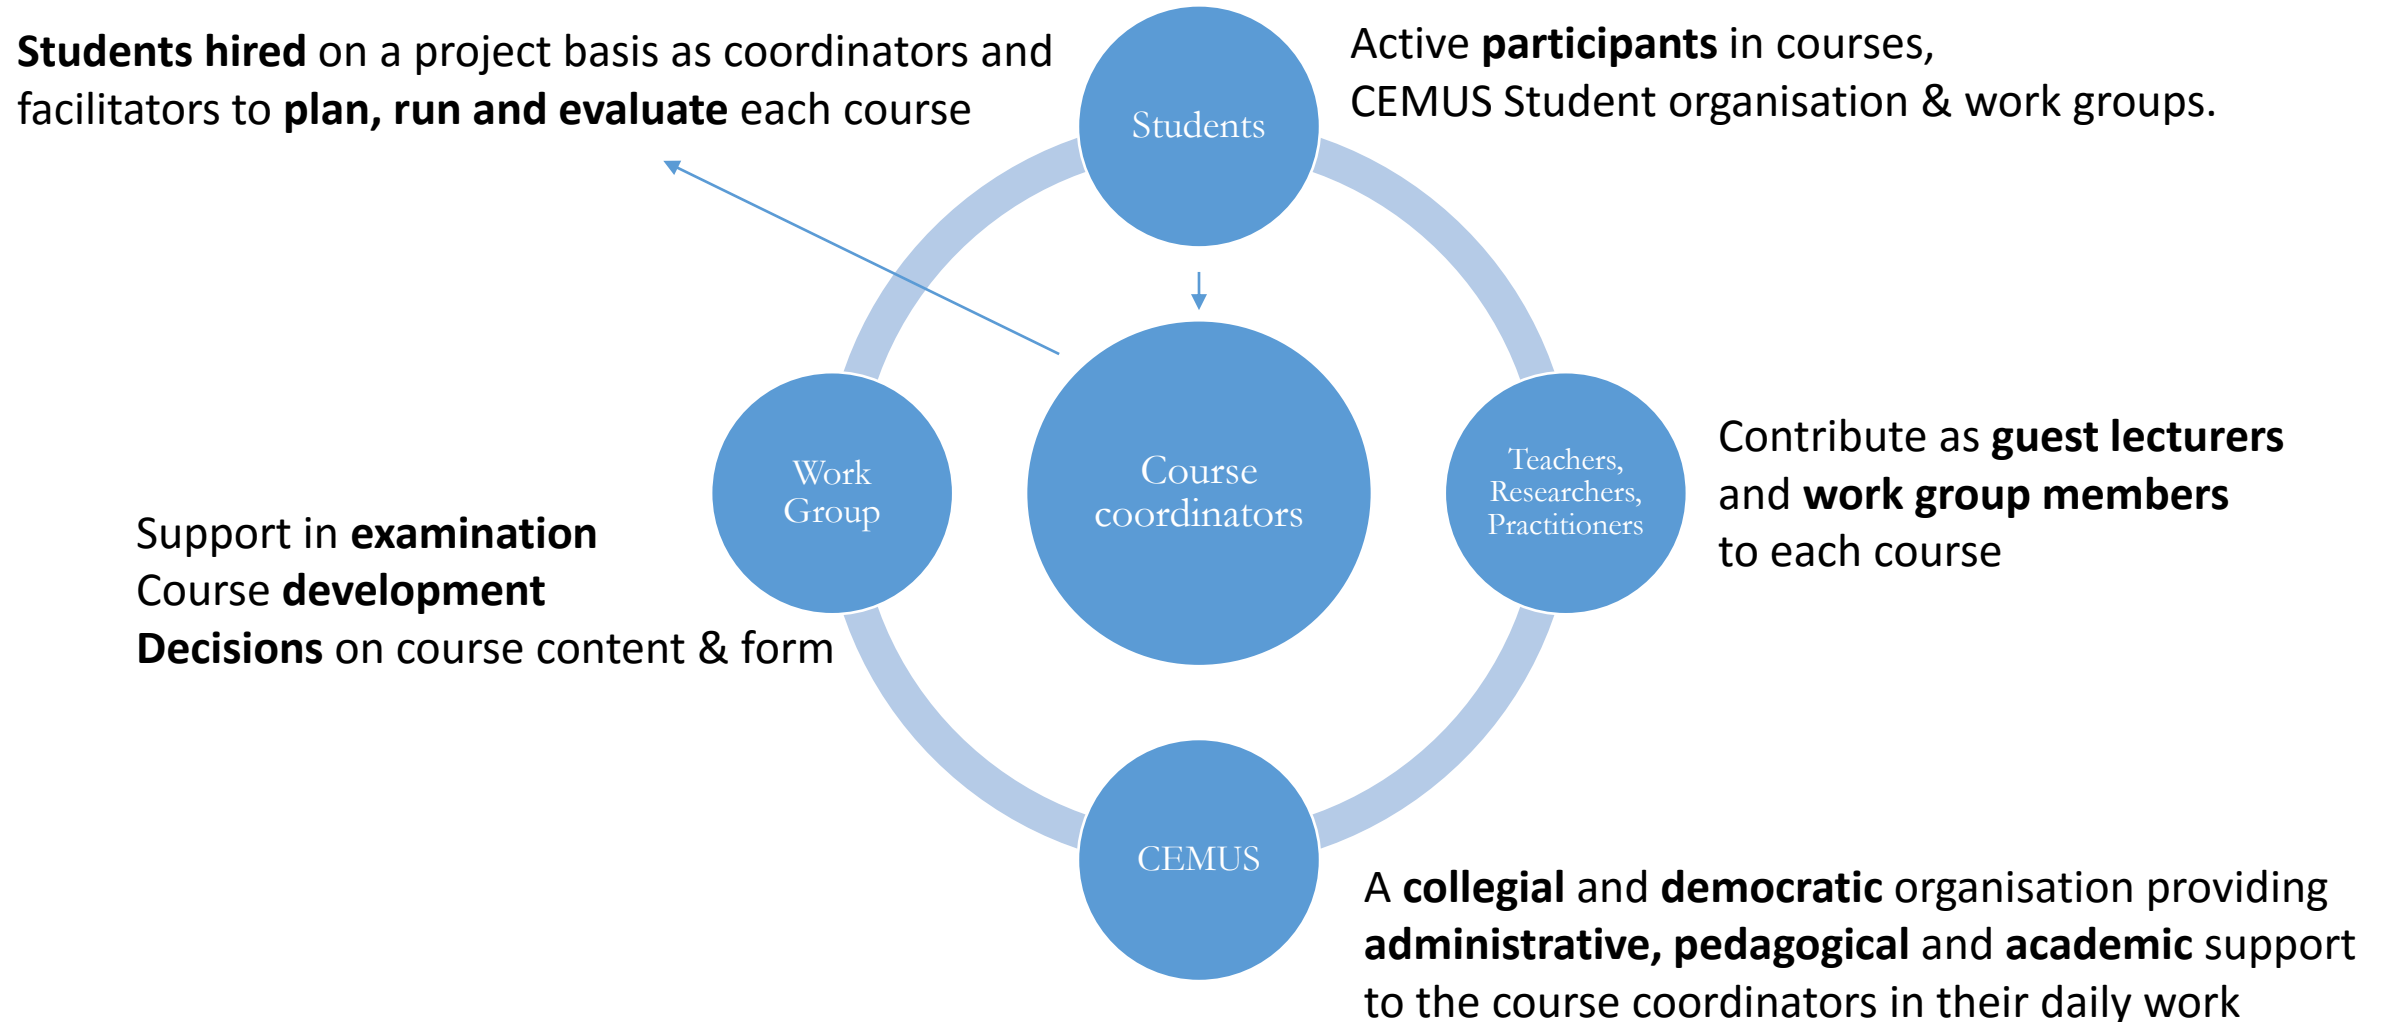 Students hired on a project basis as coordinators and
facilitators to plan, run and evaluate each course
Students
Active participants in courses,
CEMUS Student organisation & work groups.
Work
Group
Support in examination
Course development
Decisions on course content & form
Course
coordinators
Teachers,
Researchers,
Practitioners
Contribute as guest lecturers
and work group members
to each course
CEMUS
A collegial and democratic organisation providing
administrative, pedagogical and academic support
to the course coordinators in their daily work